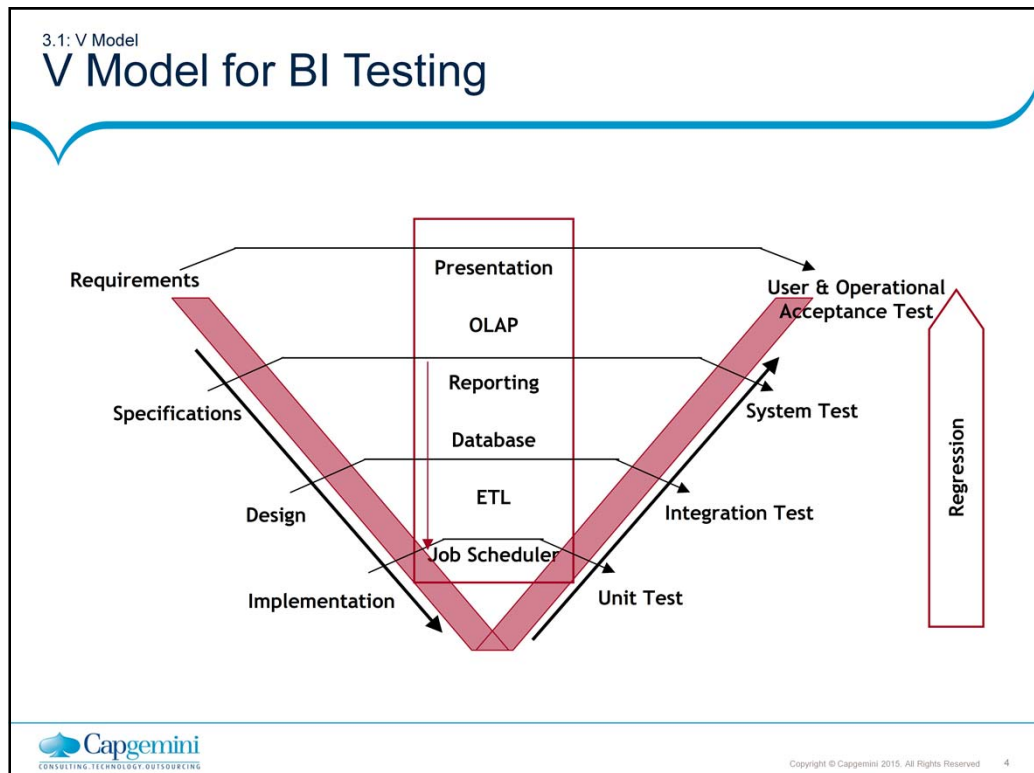 3.1: V Model
V Model for BI Testing
Requirements
Presentation
User & Operational
Acceptance Test
OLAP
Specifications
Reporting
System Test
Database
Design
ETL
Integration Test
Implementation
Job Scheduler
Unit Test
Regression
Capgemini
CONSULTING.TECHNOLOGY.OUTSOURCING
Copyright © Capgemini 2015. All Rights Reserved 4